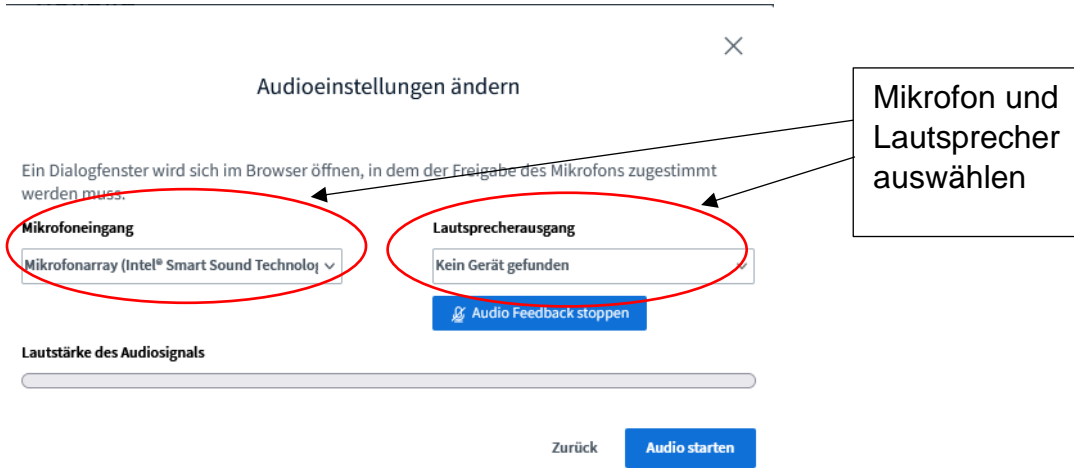 Audioeinstellungen ändern
Mikrofon und
Lautsprecher
auswählen
Ein Dialogfenster wird sich im Browser öffnen, in dem der Freigabe des Mikrofons zugestimmt
werden muss.
Mikrofoneingang
Lautsprecherausgang
Mikrofonarray (Intel® Smart Sound Technolog
Kein Gerät gefunden
Audio Feedback stoppen
Lautstärke des Audiosignals
Zurück
Audio starten